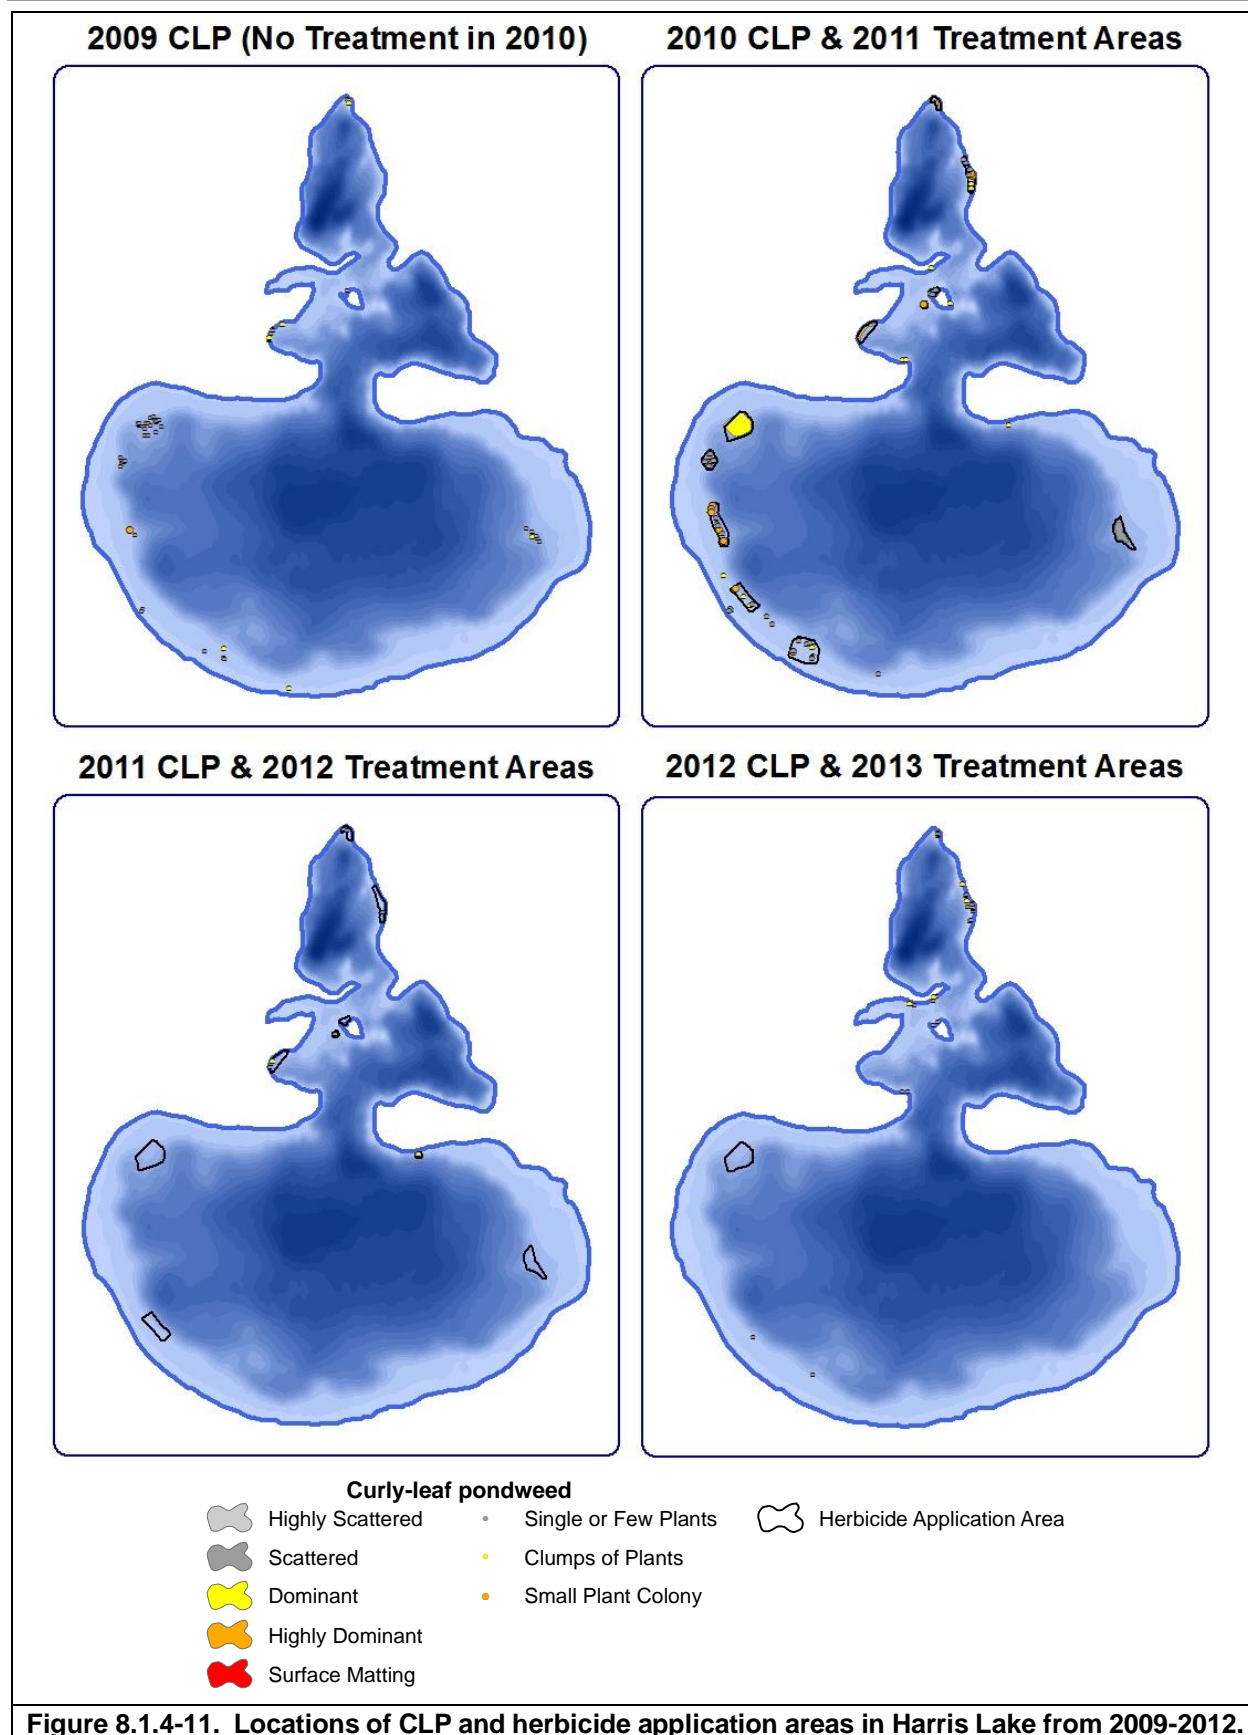 2009 CLP (No Treatment in 2010)
2010 CLP & 2011 Treatment Areas
2011 CLP & 2012 Treatment Areas
2012 CLP & 2013 Treatment Areas
Curly-leaf pondweed
Highly Scattered
Single or Few Plants
Herbicide Application Area
Scattered
Clumps of Plants
Dominant
Small Plant Colony
Highly Dominant
Surface Matting
Figure 8.1.4-11. Locations of CLP and herbicide application areas in Harris Lake from 2009-2012.